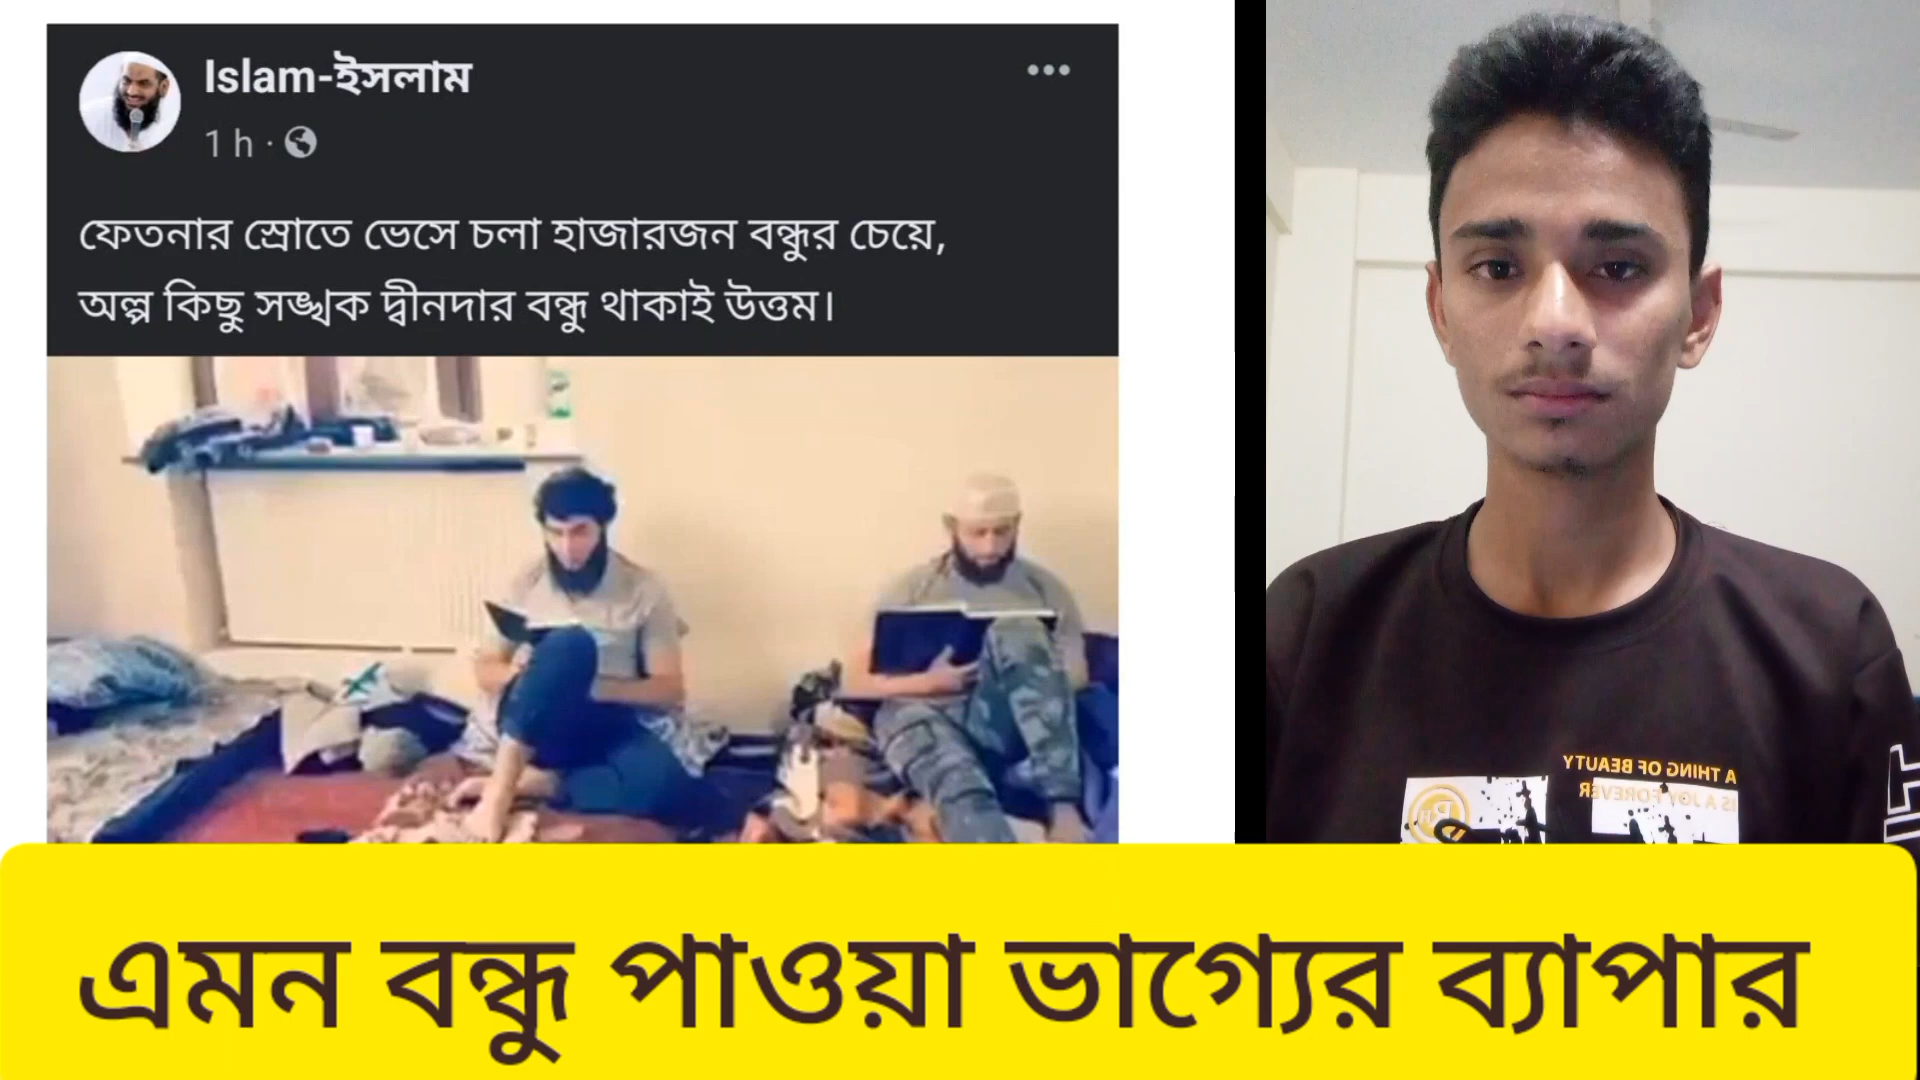 Islam-ইসলাম
1 h ·
ফেতনার স্রোতে ভেসে চলা হাজারজন বন্ধুর চেয়ে,
অল্প কিছু সঙ্খক দ্বীনদার বন্ধু থাকাই উত্তম।
A THING OF BEAUTY
IS A JOY FOREVER
এমন বন্ধু পাওয়া ভাগ্যের ব্যাপার